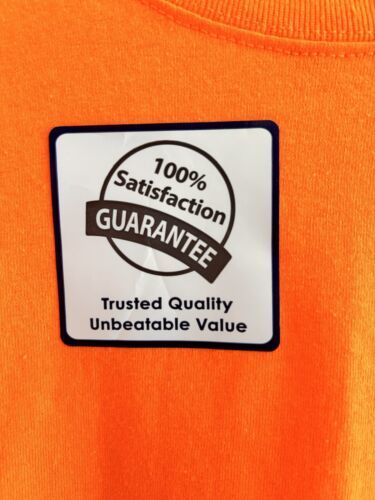 100%
Satisfaction
GUARANTEE
Trusted Quality
Unbeatable Value